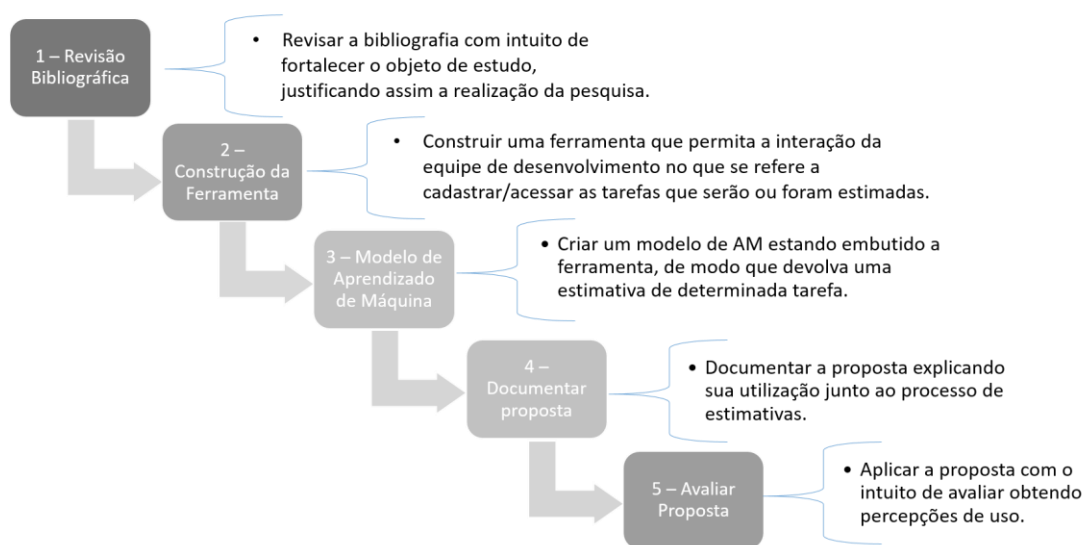 1 – Revisão
Bibliográfica
• Revisar a bibliografia com intuito de
fortalecer o objeto de estudo,
justificando assim a realização da pesquisa.
2 –
Construção da
Ferramenta
• Construir uma ferramenta que permita a interação da
equipe de desenvolvimento no que se refere a
cadastrar/acessar as tarefas que serão ou foram estimadas.
3 – Modelo de
Aprendizado
de Máquina
• Criar um modelo de AM estando embutido a
ferramenta, de modo que devolva uma
estimativa de determinada tarefa.
4 –
Documentar
proposta
• Documentar a proposta explicando
sua utilização junto ao processo de
estimativas.
5 – Avaliar
Proposta
• Aplicar a proposta com o
intuito de avaliar obtendo
percepções de uso.